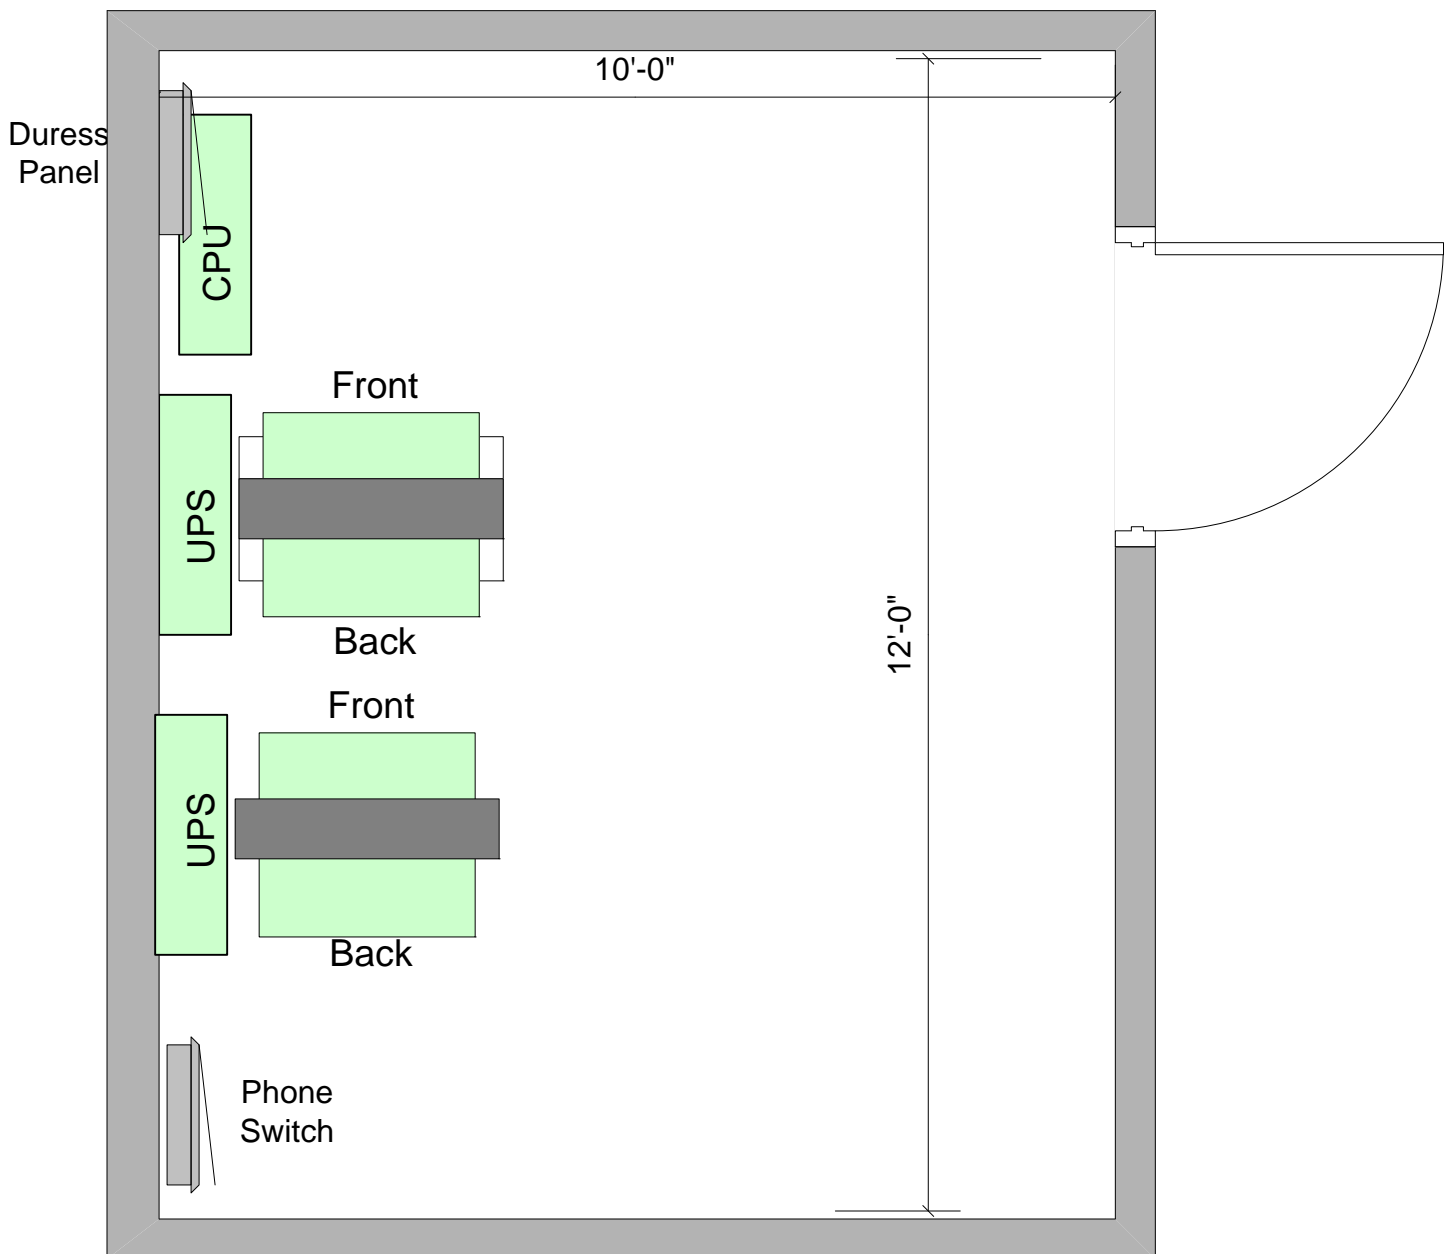 10'-0"
Duress
Panel
CPU
Front
UPS
Back
12'-0"
Front
UPS
Back
Phone
Switch